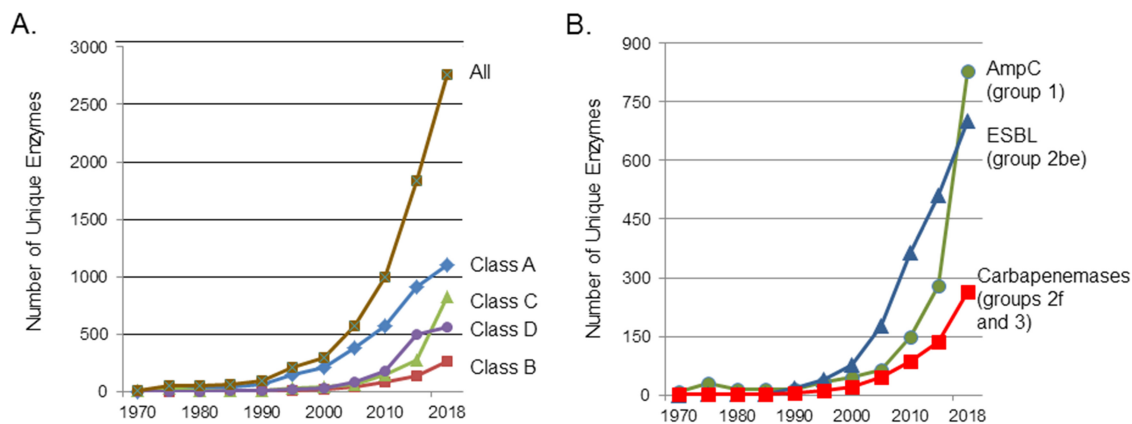 A.
Number of Unique Enzymes
3000
2500
2000
1500
1000
500
0
1970
1980
1990
2000
2010
2018
All
Class A
Class C
Class D
Class B
B.
Number of Unique Enzymes
900
750
600
450
300
150
0
1970
1980
1990
2000
2010
2018
AmpC
(group 1)
ESBL
(group 2be)
Carbapenemases
(groups 2f
and 3)